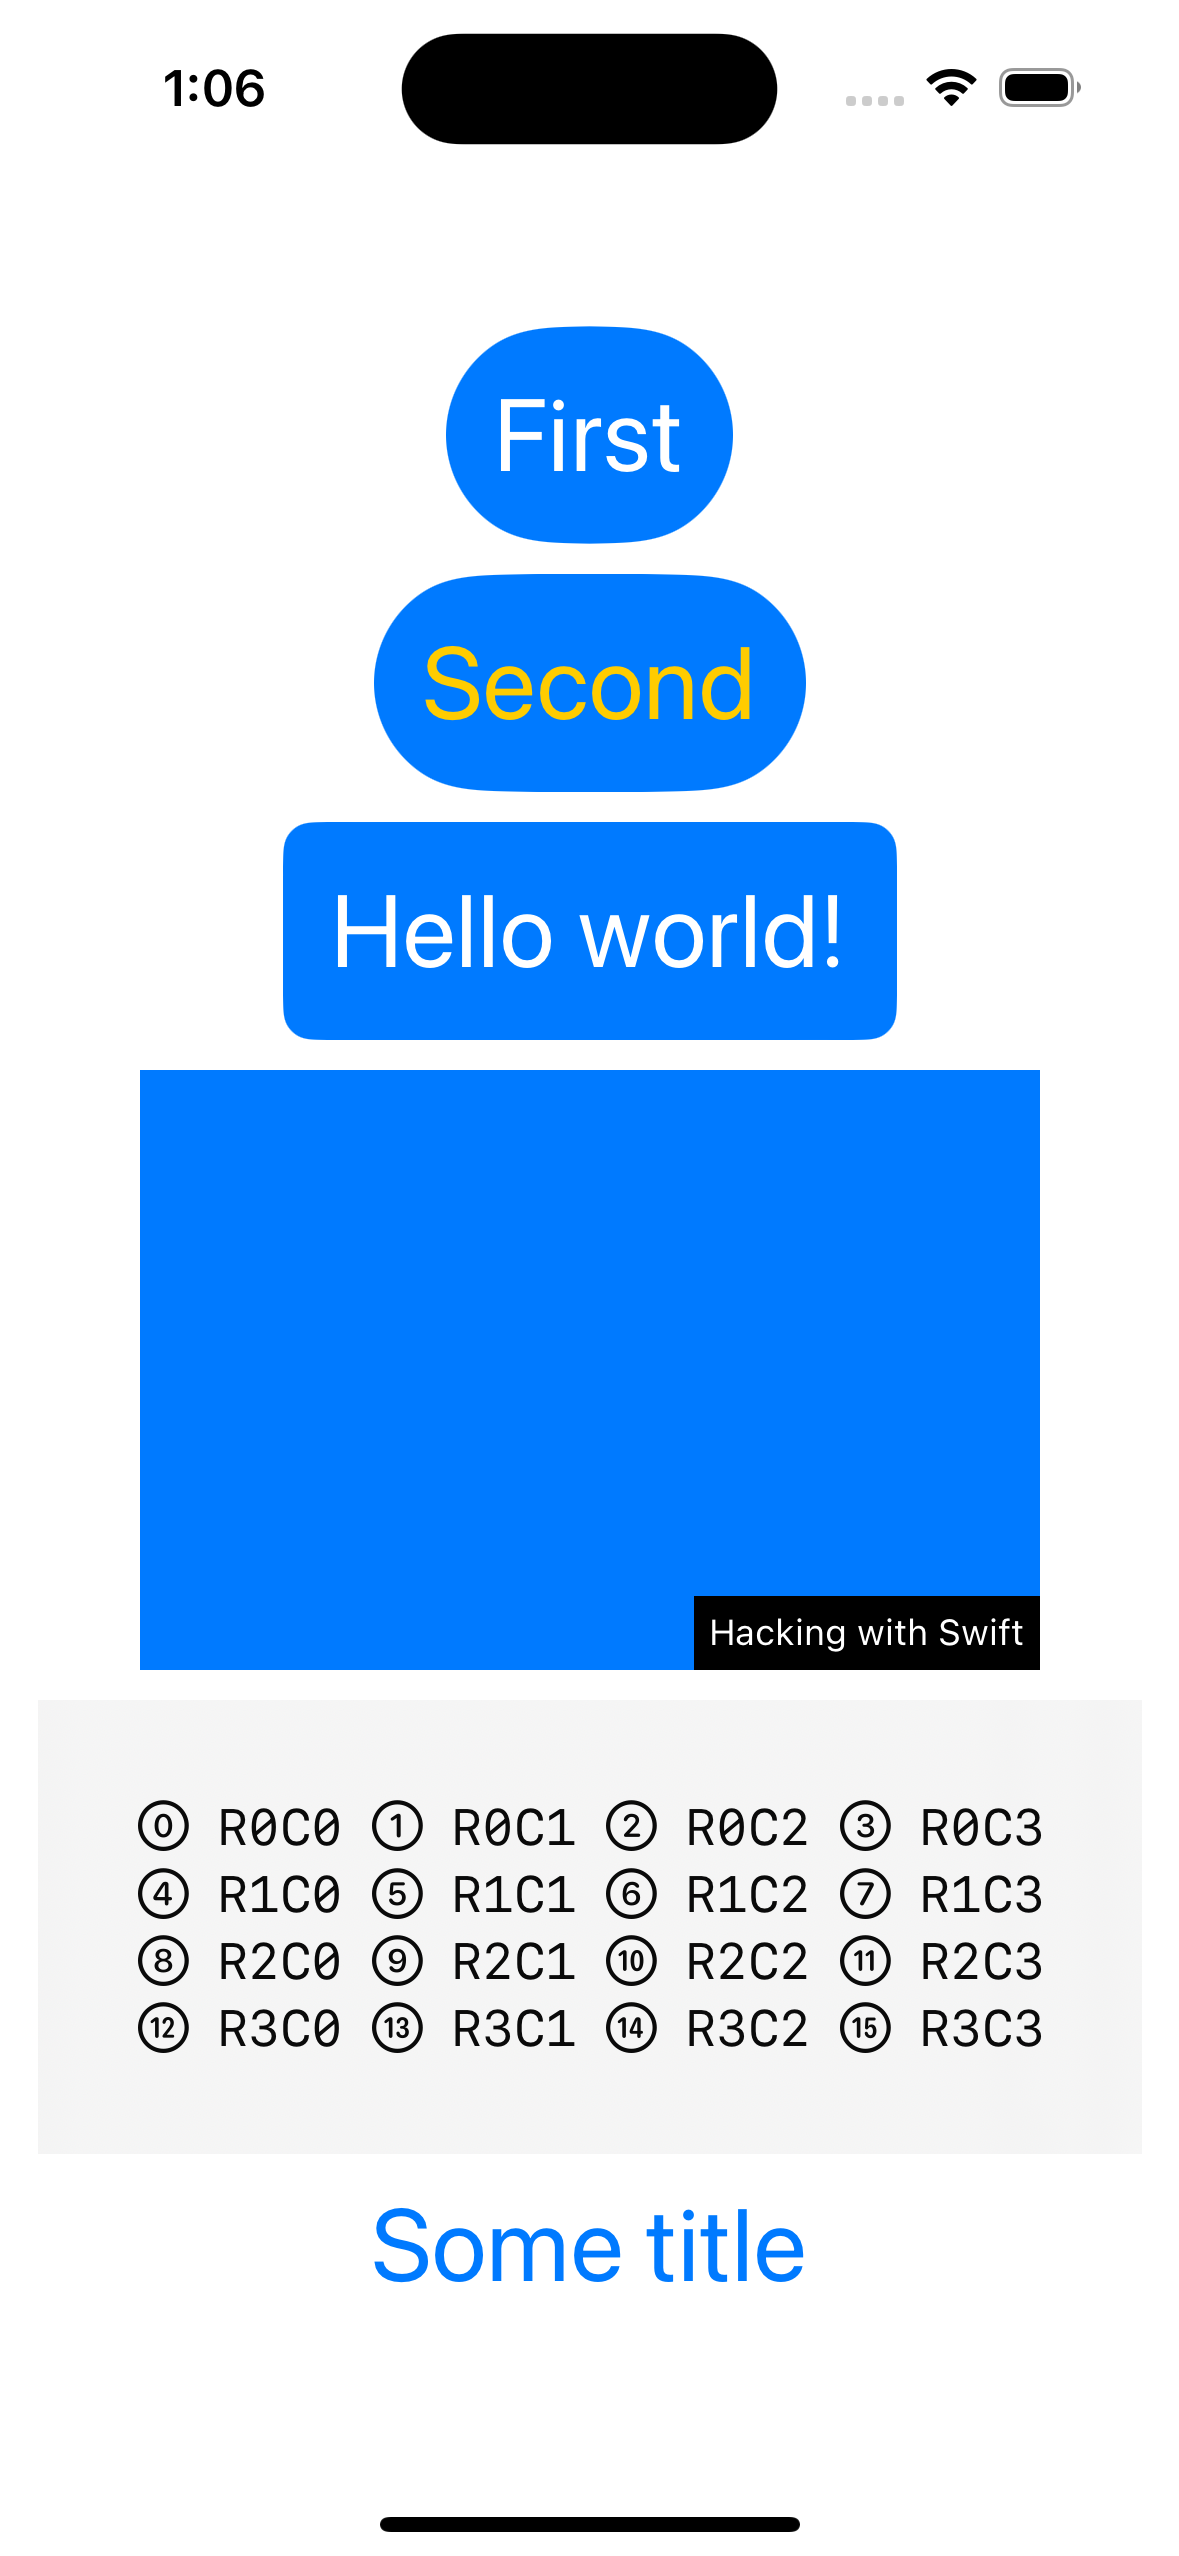 1:06
First
Second
Hello world!
Hacking with Swift
0 R0C0 1 R0C1 2 R0C2 3 R0C3
4 R1C0 5 R1C1 6 R1C2 7 R1C3
8 R2C0 9 R2C1 10 R2C2 11 R2C3
12 R3C0 13 R3C1 14 R3C2 15 R3C3
Some title